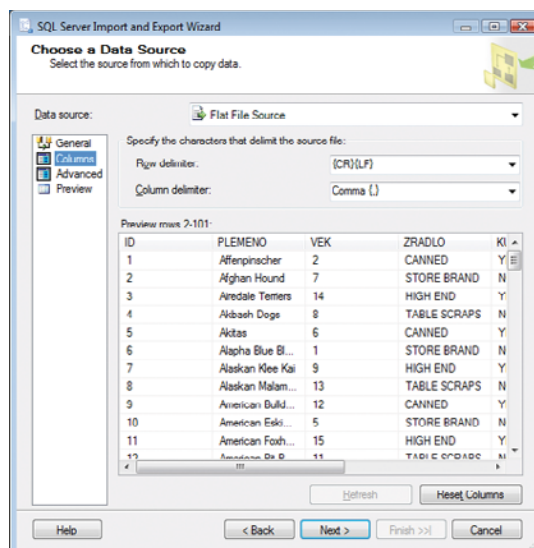 SQL Server Import and Export Wizard
Choose a Data Source
Select the source from which to copy data.
Data source: Flat File Source
General
Columns
Advanced
Preview
Specify the characters that delimit the source file:
Row delimiter: {CR}{LF}
Column delimiter: Comma {,}
Preview rows 2-101:
ID PLEMENO VEK ZRADLO
1 Affenpinscher 2 CANNED Y
2 Afghan Hound 7 STORE BRAND N
3 Airedale Terriers 14 HIGH END Y
4 Akbash Dogs 8 TABLE SCRAPS N
5 Akitas 6 CANNED Y
6 Alapha Blue Bl... 1 STORE BRAND N
7 Alaskan Klee Kai 9 HIGH END Y
8 Alaskan Malam... 13 TABLE SCRAPS N
9 American Bulld... 12 CANNED Y
10 American Eski... 5 STORE BRAND N
11 American Foxh... 15 HIGH END Y
12 American Pit B... 11 TABLE SCRAPS N
Refresh Reset Columns
Help < Back Next > Finish >>| Cancel